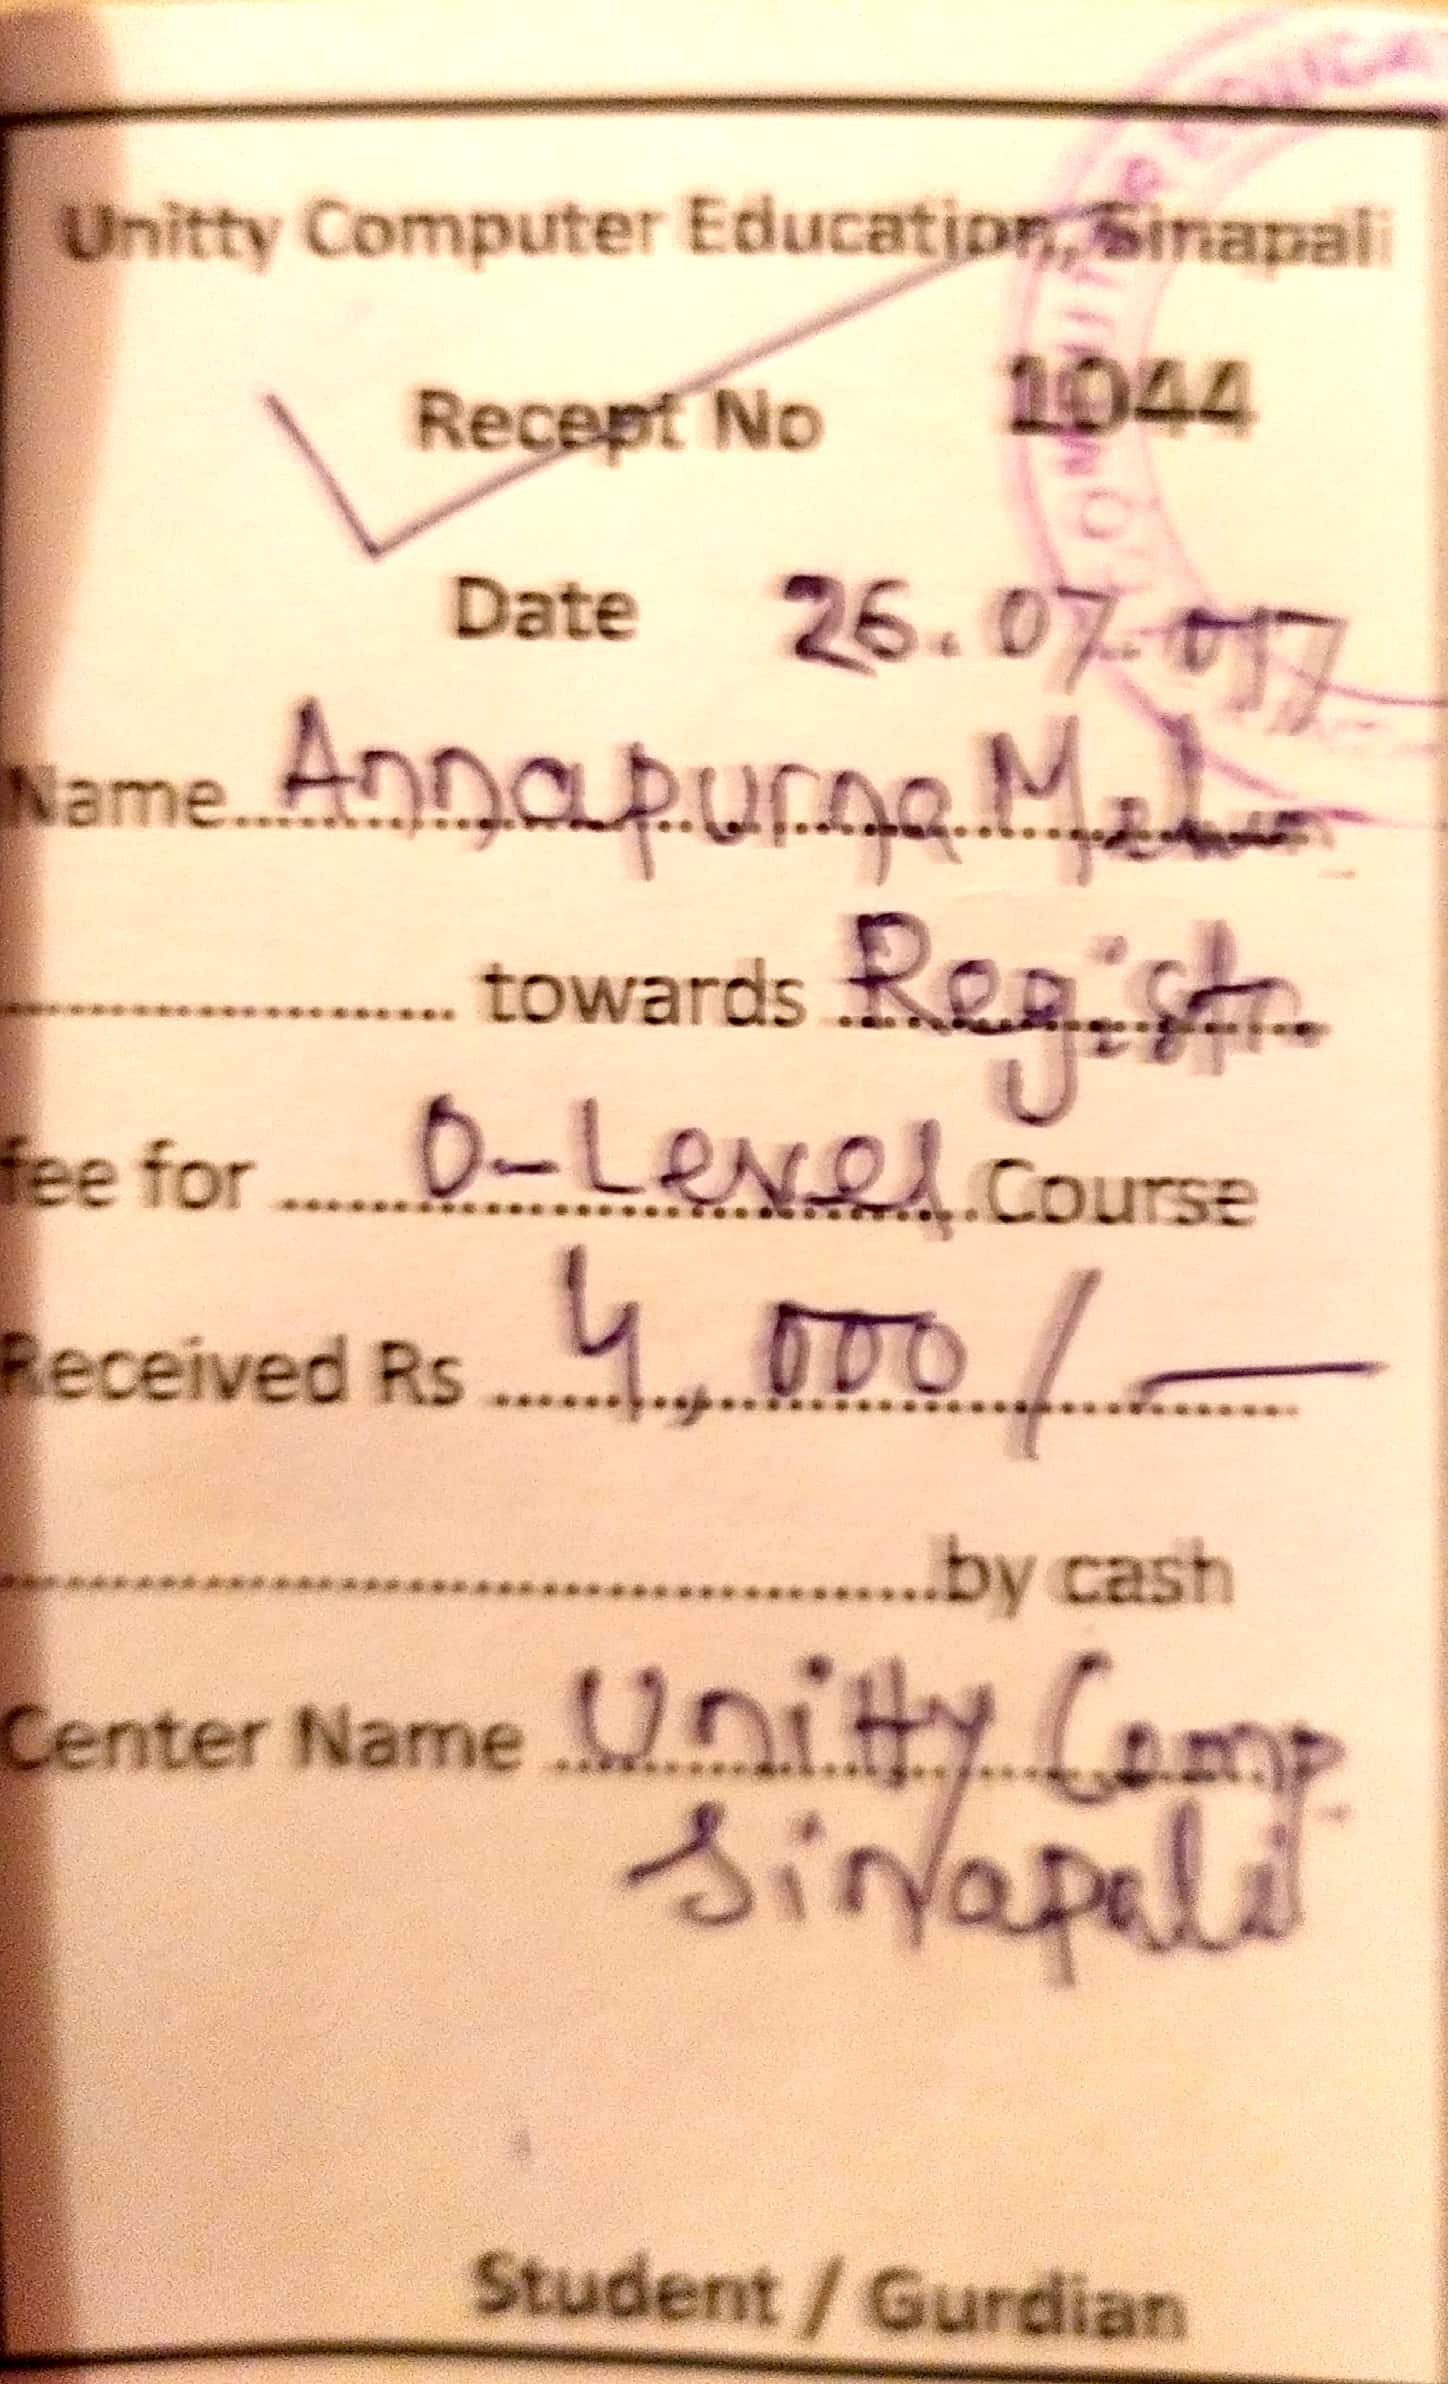 Unitty Computer Education, Sinapali
Recept No 1044
Date 26.07.017
Name Annapurna
towards Registr.
fee for O-Level Course
Received Rs 4,000/-
by cash
Center Name Unitty Comp.
Sinapali
Student / Gurdian